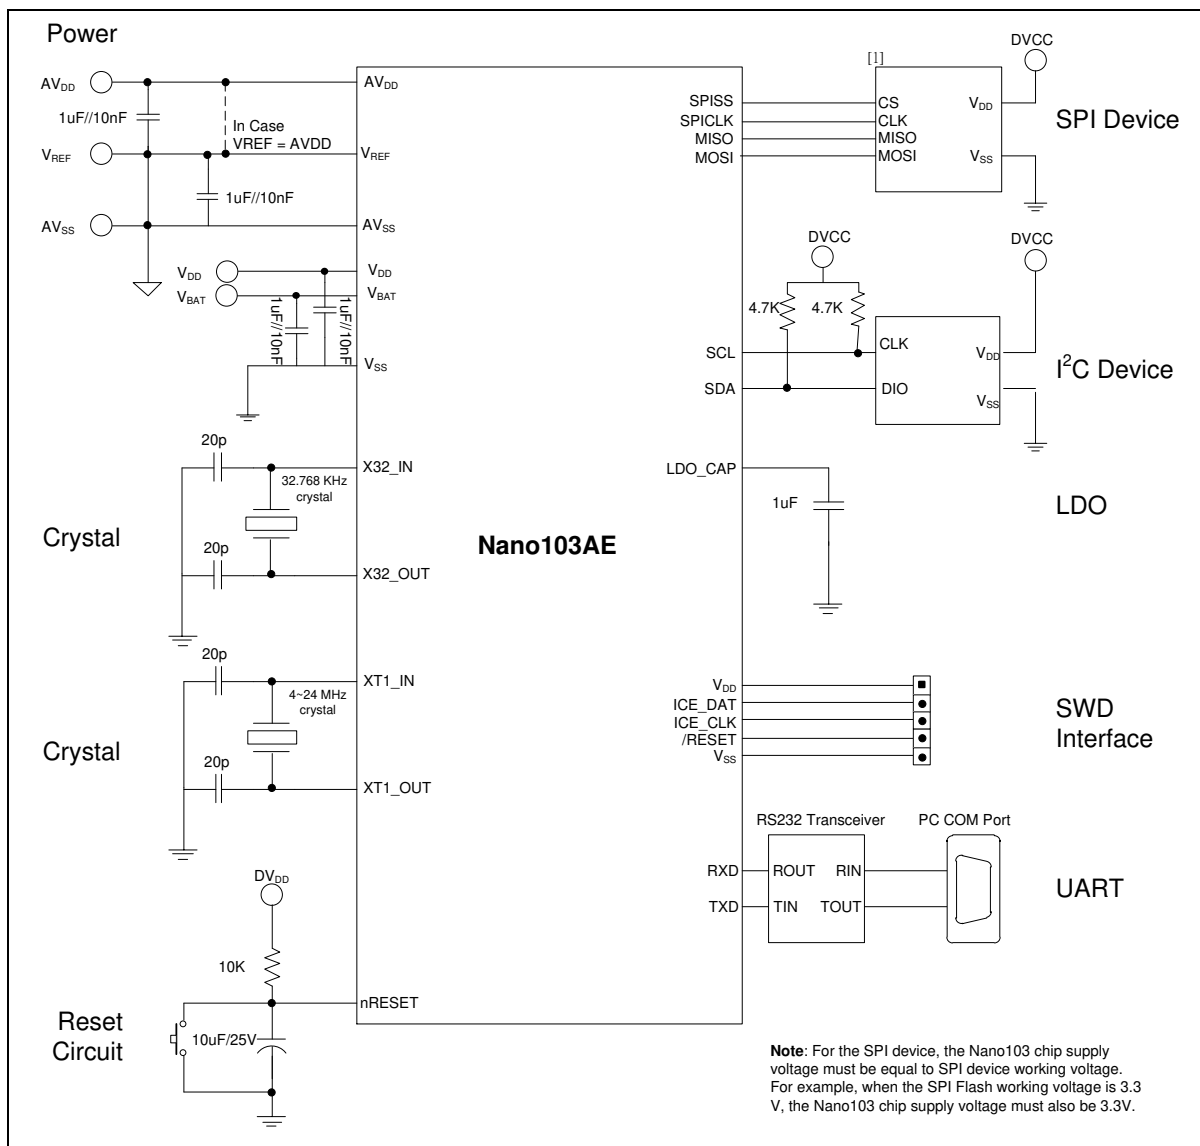 Power
AVDD
1uF//10nF
VREF
AVSS
1uF//10nF
In Case
VREF = AVDD
AVDD
VREF
AVSS
VDD
VBAT
1uF//10nF
1uF//10nF
VDD
VBAT
VSS
Crystal
20p
20p
32.768 KHz
crystal
X32_IN
X32_OUT
Crystal
20p
20p
4~24 MHz
crystal
XT1_IN
XT1_OUT
Reset
Circuit
DVDD
10K
10uF/25V
nRESET
Nano103AE
SPISS
SPICLK
MISO
MOSI
[1]
CS
CLK
MISO
MOSI
VDD
VSS
DVCC
SPI Device
DVCC
4.7K
4.7K
SCL
SDA
CLK
DIO
VDD
VSS
DVCC
I2C Device
LDO_CAP
1uF
LDO
VDD
ICE_DAT
ICE_CLK
/RESET
VSS
SWD
Interface
RS232 Transceiver
PC COM Port
RXD
TXD
ROUT
RIN
TIN
TOUT
UART
Note: For the SPI device, the Nano103 chip supply
voltage must be equal to SPI device working voltage.
For example, when the SPI Flash working voltage is 3.3
V, the Nano103 chip supply voltage must also be 3.3V.